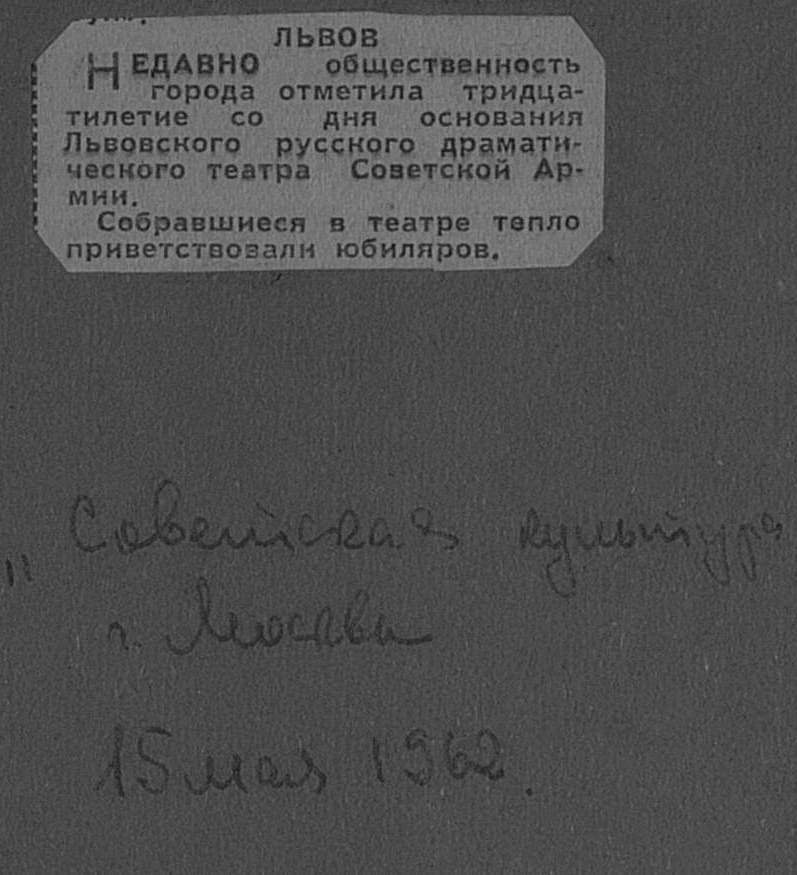 ЛЬВОВ
НЕДАВНО общественность
города отметила тридца-
тилетие со дня основания
Львовского русского драмати-
ческого театра Советской Ар-
мии.
Собравшиеся в театре тепло
приветствовали юбиляров.
„Советская культура
г. Москва
15 мая 1962.